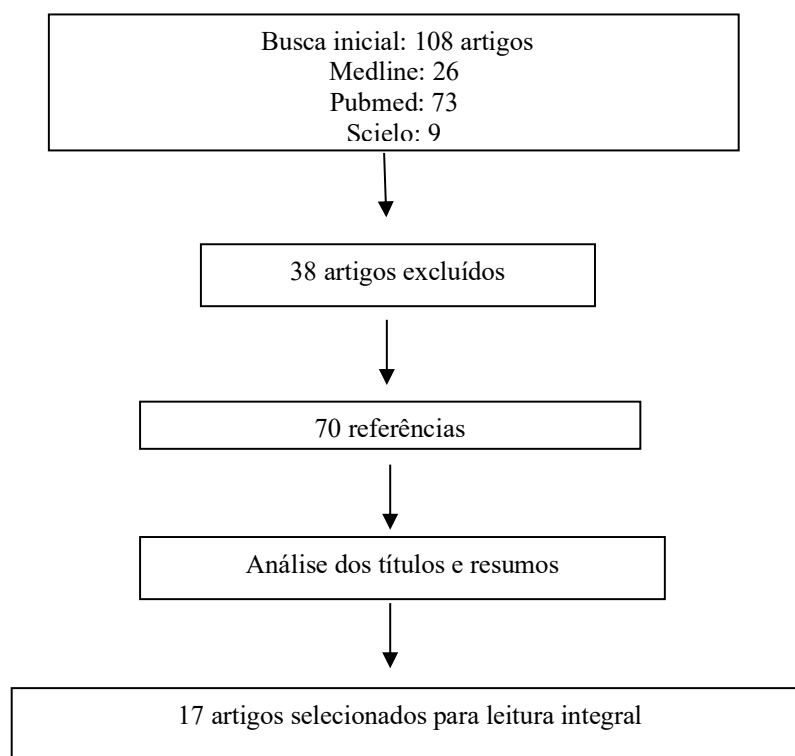 Busca inicial: 108 artigos
Medline: 26
Pubmed: 73
Scielo: 9
38 artigos excluídos
70 referências
Análise dos títulos e resumos
17 artigos selecionados para leitura integral